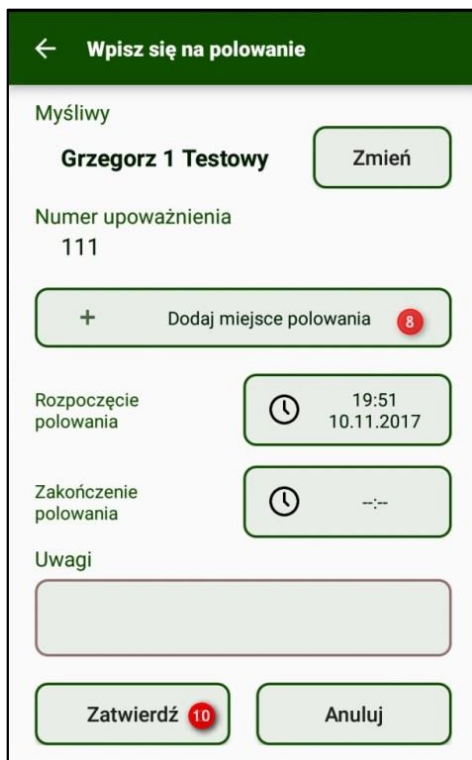 Wpisz się na polowanie
Myśliwy
Grzegorz 1 Testowy
Zmień
Numer upoważnienia
111
+ Dodaj miejsce polowania 8
Rozpoczęcie
polowania
19:51
10.11.2017
Zakończenie
polowania
--:--
Uwagi
Zatwierdź 10
Anuluj